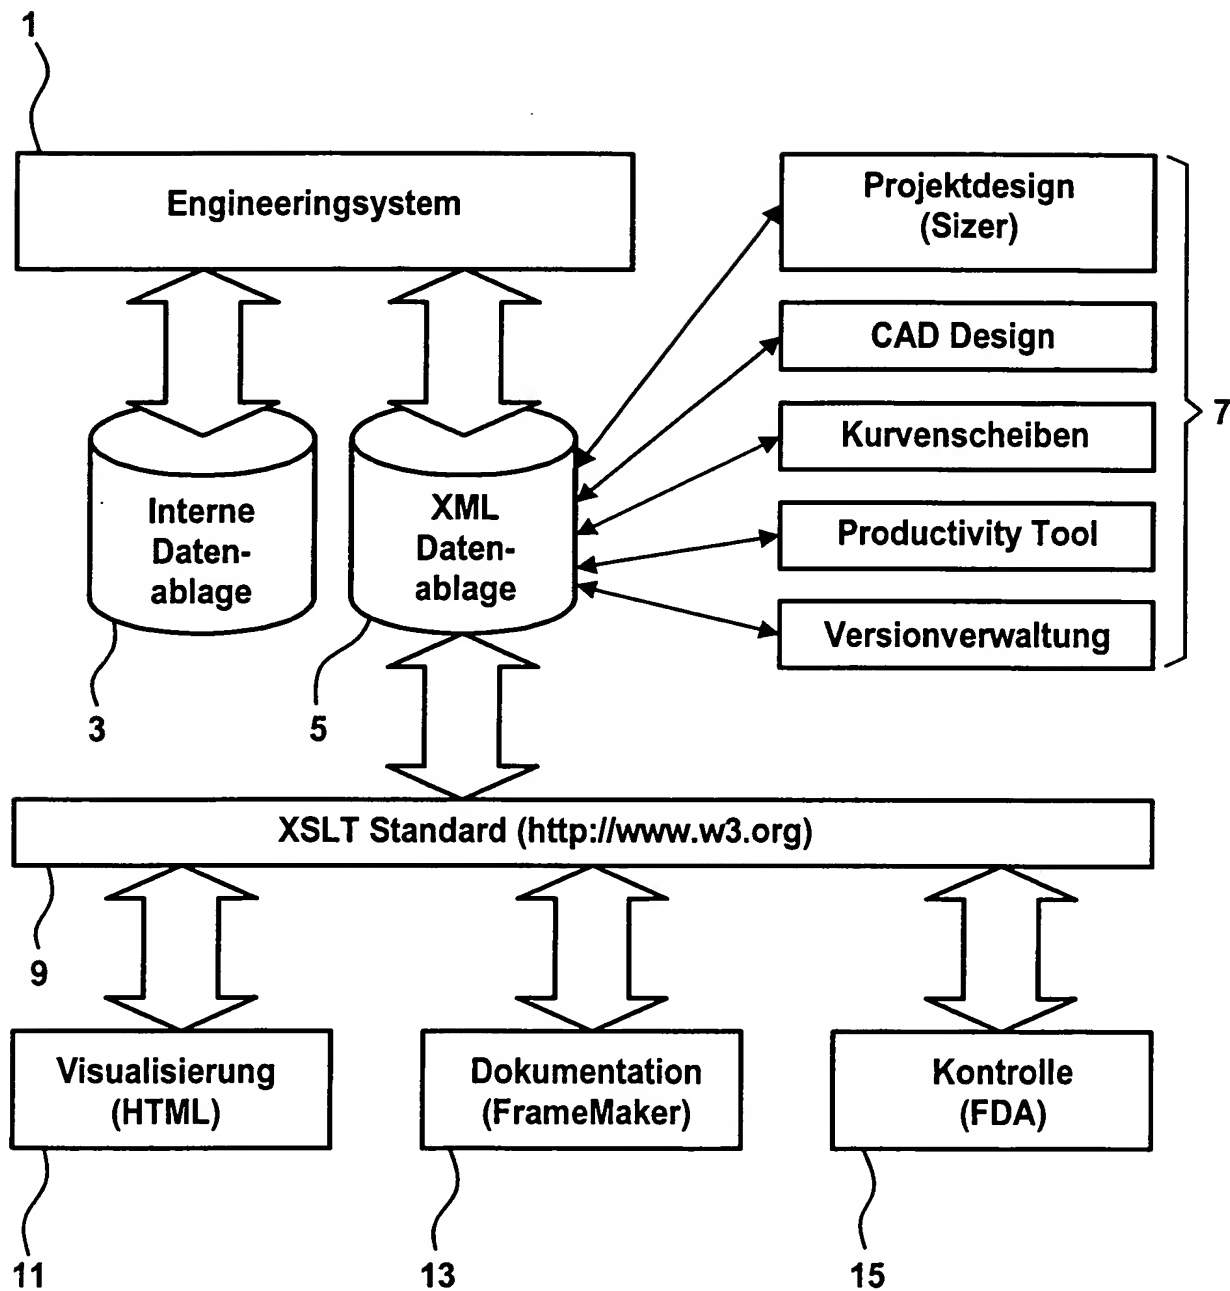 1
Engineeringsystem
Projektdesign
(Sizer)
CAD Design
Kurvenscheiben
Productivity Tool
Versionverwaltung
7
Interne
Daten-
ablage
XML
Daten-
ablage
3
5
XSLT Standard (http://www.w3.org)
9
Visualisierung
(HTML)
Dokumentation
(FrameMaker)
Kontrolle
(FDA)
11
13
15